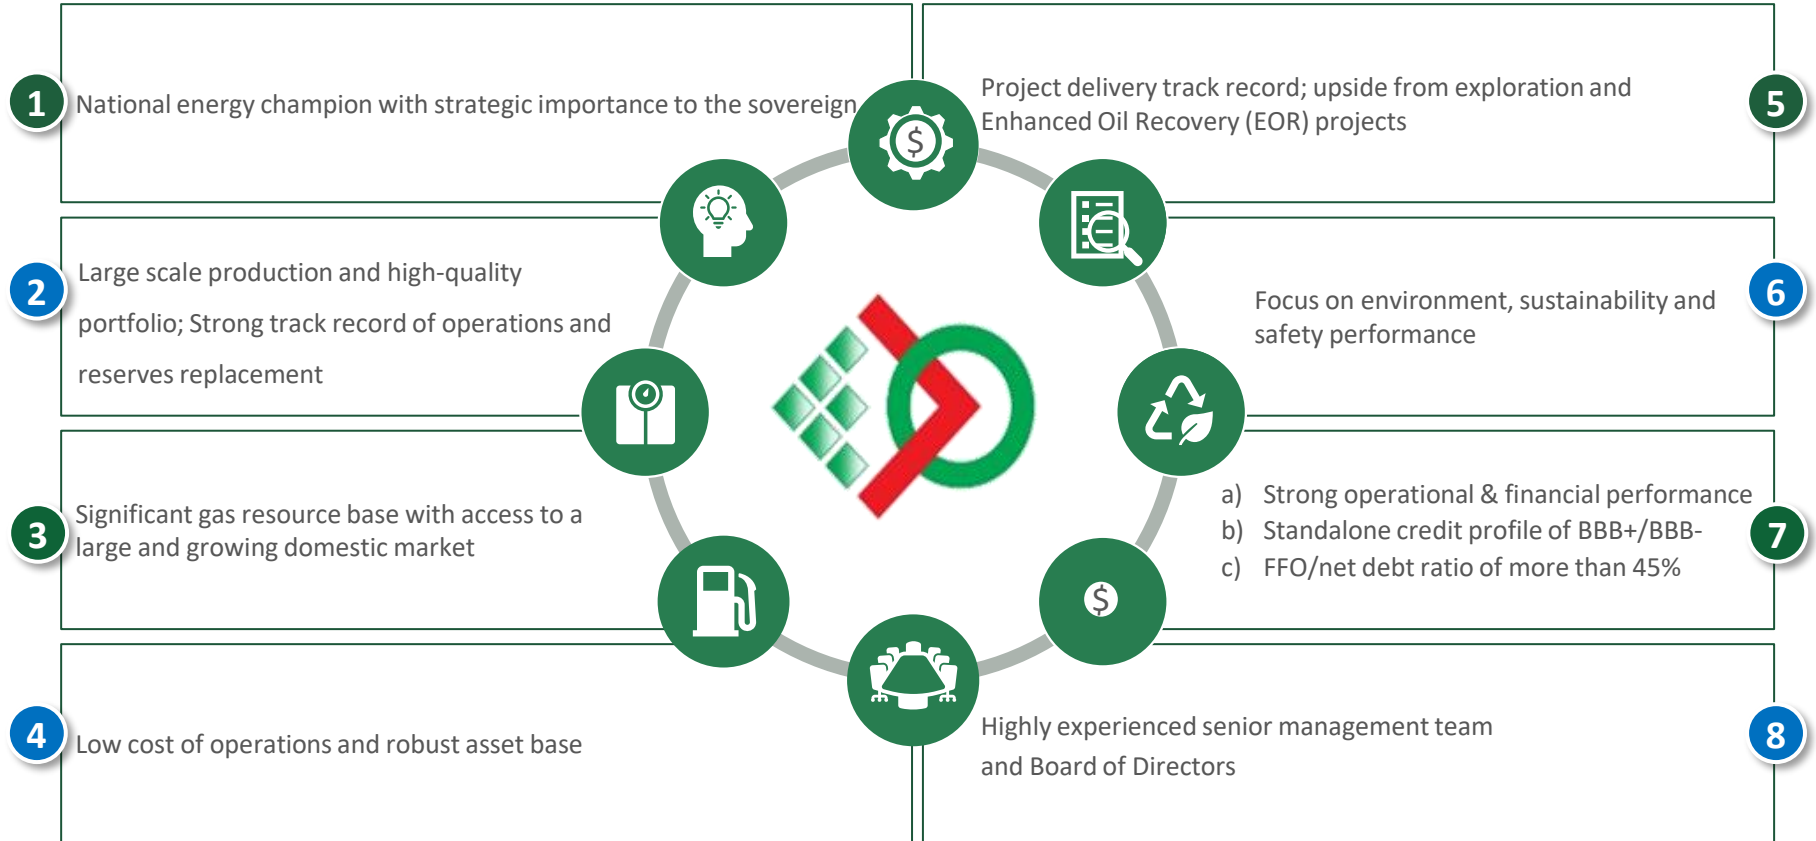 1
National energy champion with strategic importance to the sovereign
2
Large scale production and high-quality
portfolio; Strong track record of operations and
reserves replacement
3
Significant gas resource base with access to a
large and growing domestic market
4
Low cost of operations and robust asset base
$
5
Project delivery track record; upside from exploration and
Enhanced Oil Recovery (EOR) projects
6
Focus on environment, sustainability and
safety performance
7
a) Strong operational & financial performance
b) Standalone credit profile of BBB+/BBB-
c) FFO/net debt ratio of more than 45%
$
8
Highly experienced senior management team
and Board of Directors